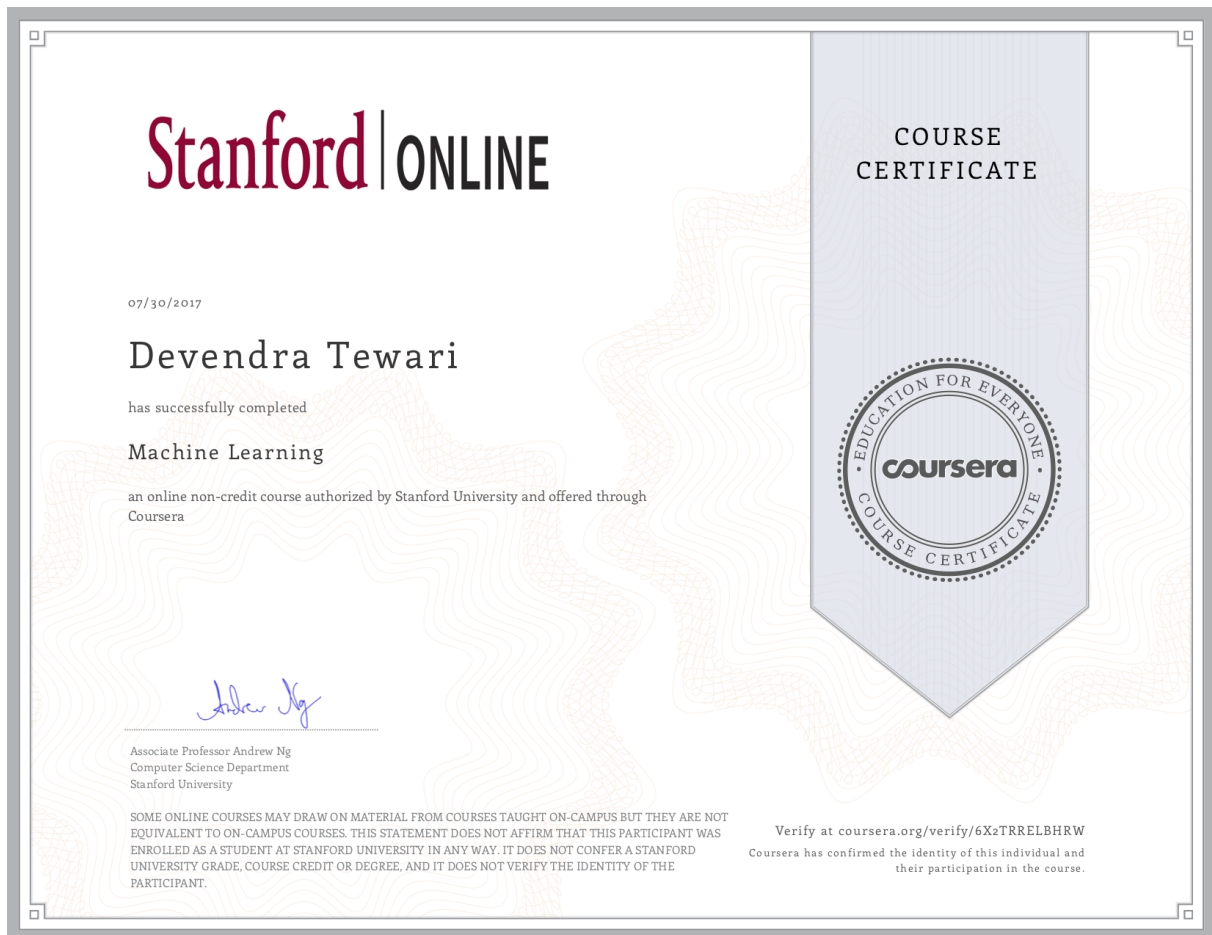 Stanford | ONLINE
COURSE
CERTIFICATE
07/30/2017
Devendra Tewari
has successfully completed
Machine Learning
an online non-credit course authorized by Stanford University and offered through
Coursera
EDUCATION FOR EVERYONE
coursera
COURSE CERTIFICATE
Andrew Ng
Associate Professor Andrew Ng
Computer Science Department
Stanford University
SOME ONLINE COURSES MAY DRAW ON MATERIAL FROM COURSES TAUGHT ON-CAMPUS BUT THEY ARE NOT
EQUIVALENT TO ON-CAMPUS COURSES. THIS STATEMENT DOES NOT AFFIRM THAT THIS PARTICIPANT WAS
ENROLLED AS A STUDENT AT STANFORD UNIVERSITY IN ANY WAY. IT DOES NOT CONFER A STANFORD
UNIVERSITY GRADE, COURSE CREDIT OR DEGREE, AND IT DOES NOT VERIFY THE IDENTITY OF THE
PARTICIPANT.
Verify at coursera.org/verify/6X2TRRELBHRW
Coursera has confirmed the identity of this individual and
their participation in the course.